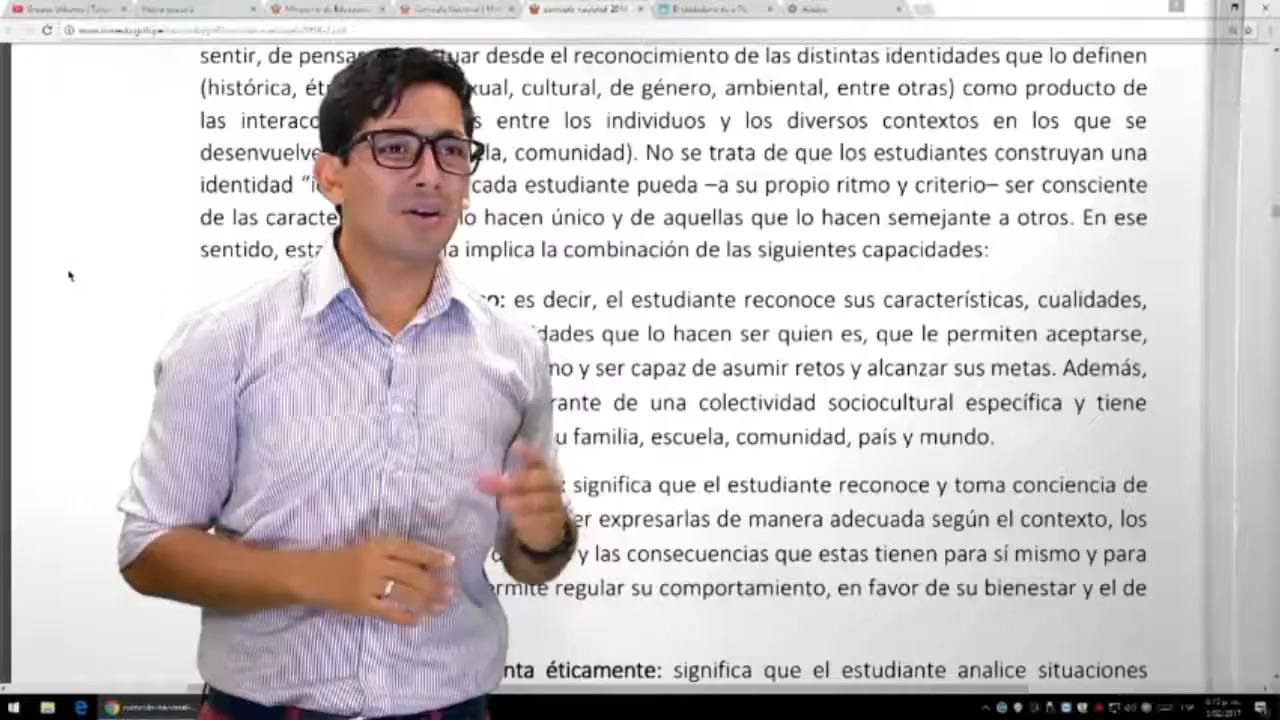 sentir, de pensar tuar desde el reconocimiento de las distintas identidades que lo definen
(histórica, ét xual, cultural, de género, ambiental, entre otras) como producto de
las interacc s entre los individuos y los diversos contextos en los que se
desenvuelve la, comunidad). No se trata de que los estudiantes construyan una
identidad “i cada estudiante pueda –a su propio ritmo y criterio– ser consciente
de las caracte lo hacen único y de aquellas que lo hacen semejante a otros. En ese
sentido, esta a implica la combinación de las siguientes capacidades:
o: es decir, el estudiante reconoce sus características, cualidades,
dades que lo hacen ser quien es, que le permiten aceptarse,
mo y ser capaz de asumir retos y alcanzar sus metas. Además,
rante de una colectividad sociocultural específica y tiene
u familia, escuela, comunidad, país y mundo.
: significa que el estudiante reconoce y toma conciencia de
er expresarlas de manera adecuada según el contexto, los
y las consecuencias que estas tienen para sí mismo y para
ermite regular su comportamiento, en favor de su bienestar y el de
nta éticamente: significa que el estudiante analice situaciones